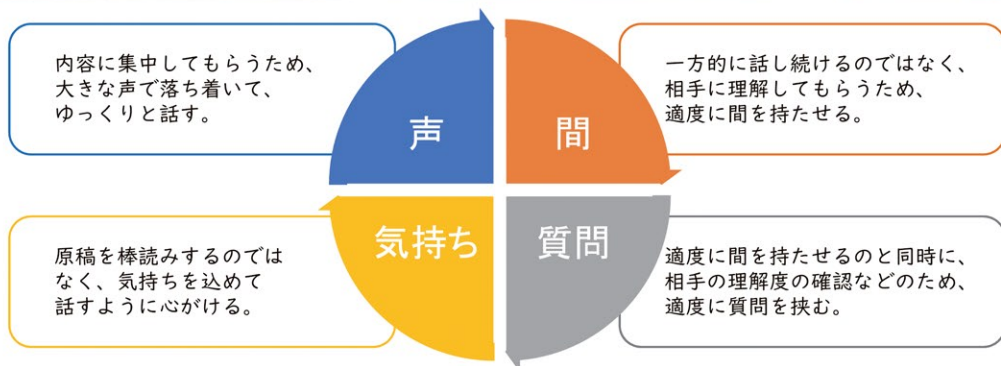 内容に集中してもらうため、
大きな声で落ち着いて、
ゆっくりと話す。
声
間
一方的に話し続けるのではなく、
相手に理解してもらうため、
適度に間を持たせる。
原稿を棒読みするのでは
なく、気持ちを込めて
話すように心がける。
気持ち
質問
適度に間を持たせるのと同時に、
相手の理解度の確認などのため、
適度に質問を挟む。